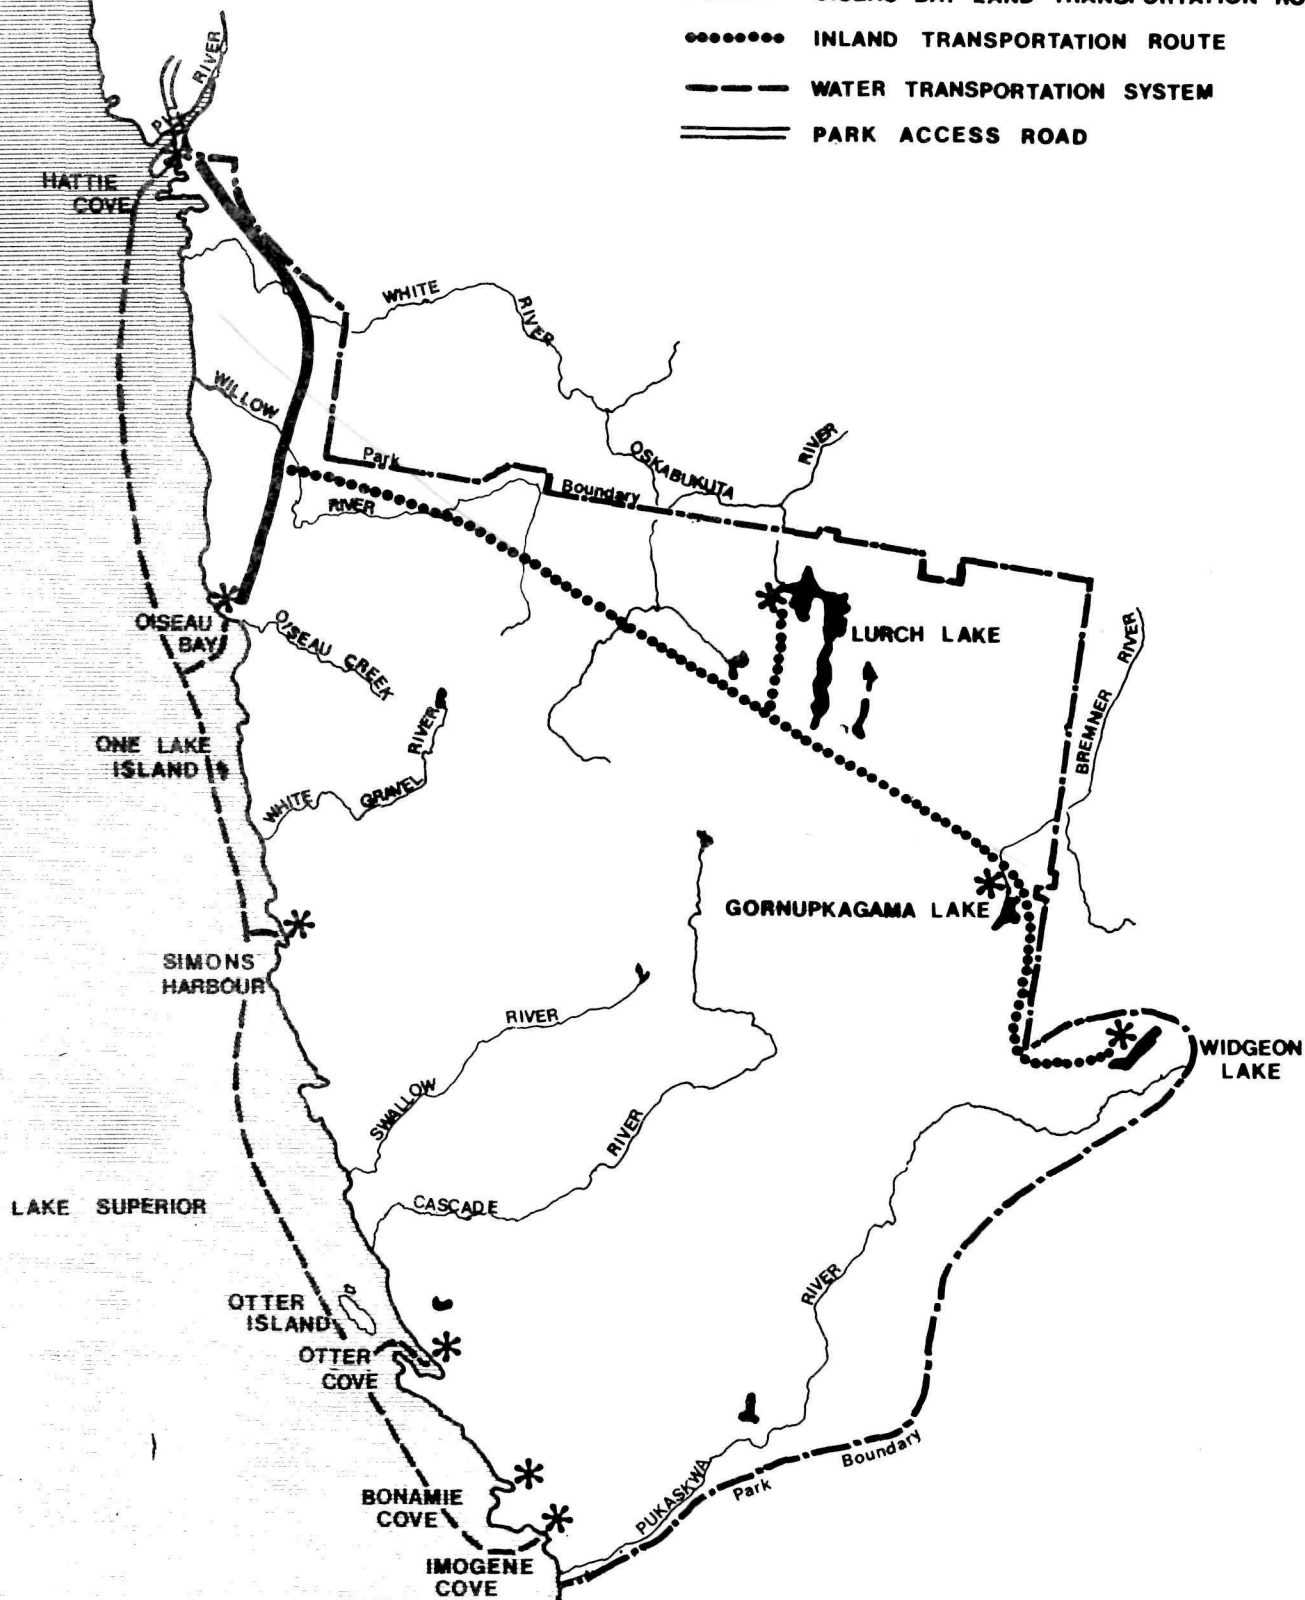 INLAND TRANSPORTATION ROUTE
WATER TRANSPORTATION SYSTEM
PARK ACCESS ROAD
RIVER
HATTIE
COVE
WHITE
RIVER
WILLOW
RIVER
Park
Boundary
OSKABUKUTA
RIVER
OISEAU
BAY
OISEAU CREEK
LURCH LAKE
BREMNER RIVER
ONE LAKE
ISLAND
WHITE GRAVEL RIVER
GORNUPKAGAMA LAKE
SIMONS
HARBOUR
SWALLOW RIVER
WIDGEON
LAKE
CASCADE RIVER
LAKE SUPERIOR
OTTER
ISLAND
OTTER
COVE
PUKASKWA RIVER
Park Boundary
BONAMIE
COVE
IMOGENE
COVE